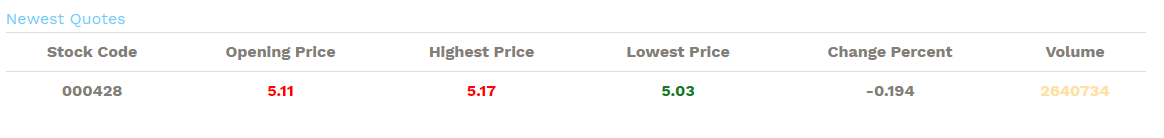 Newest Quotes
Stock Code Opening Price Highest Price Lowest Price Change Percent Volume
000428 5.11 5.17 5.03 -0.194 2640734